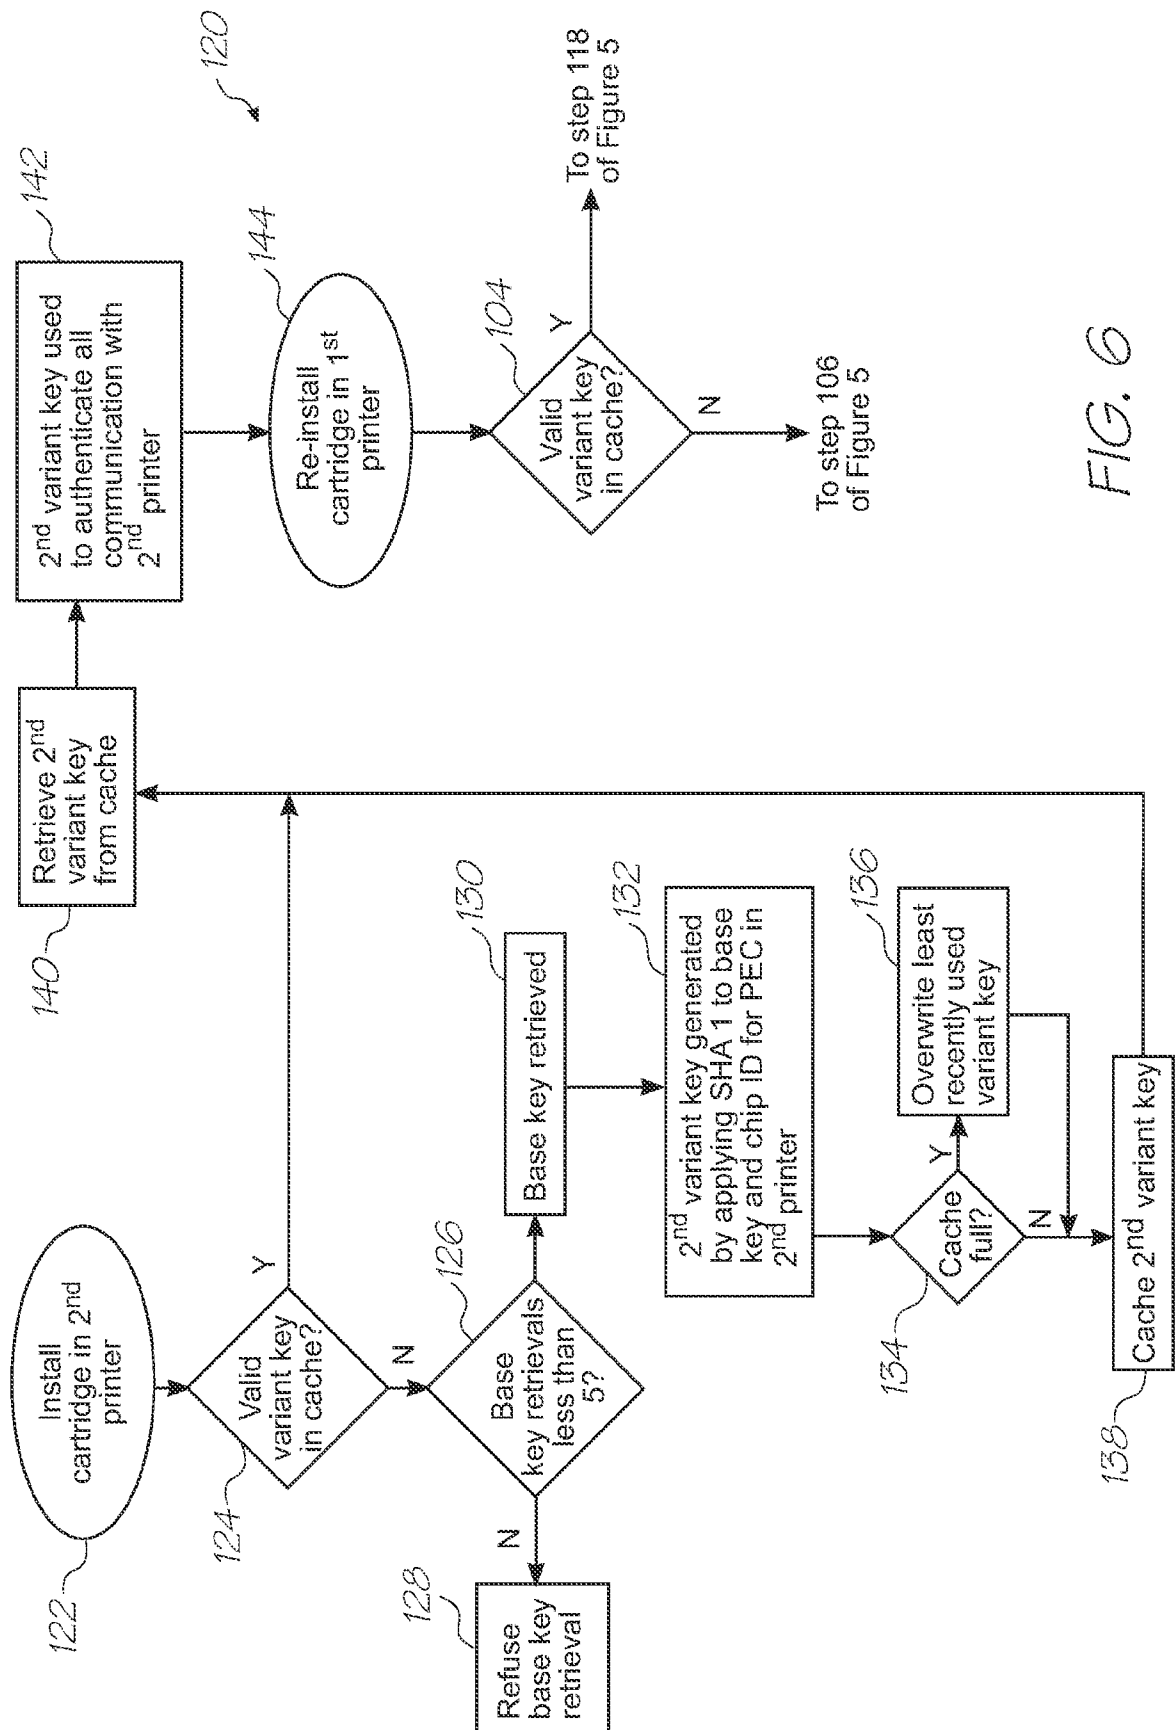 120
122
Install
cartridge in 2nd
printer
124
Valid
variant key
in cache?
Y
N
126
Base
key retrievals
less than
5?
N
128
Refuse
base key
retrieval
130
Base key retrieved
132
2nd variant key generated
by applying SHA 1 to base
key and chip ID for PEC in
2nd printer
134
Cache
full?
Y
N
136
Overwrite least
recently used
variant key
138
Cache 2nd variant key
140
Retrieve 2nd
variant key
from cache
142
2nd variant key used
to authenticate all
communication with
2nd printer
144
Re-install
cartridge in 1st
printer
104
Valid
variant key
in cache?
Y
To step 118
of Figure 5
N
To step 106
of Figure 5
FIG. 6